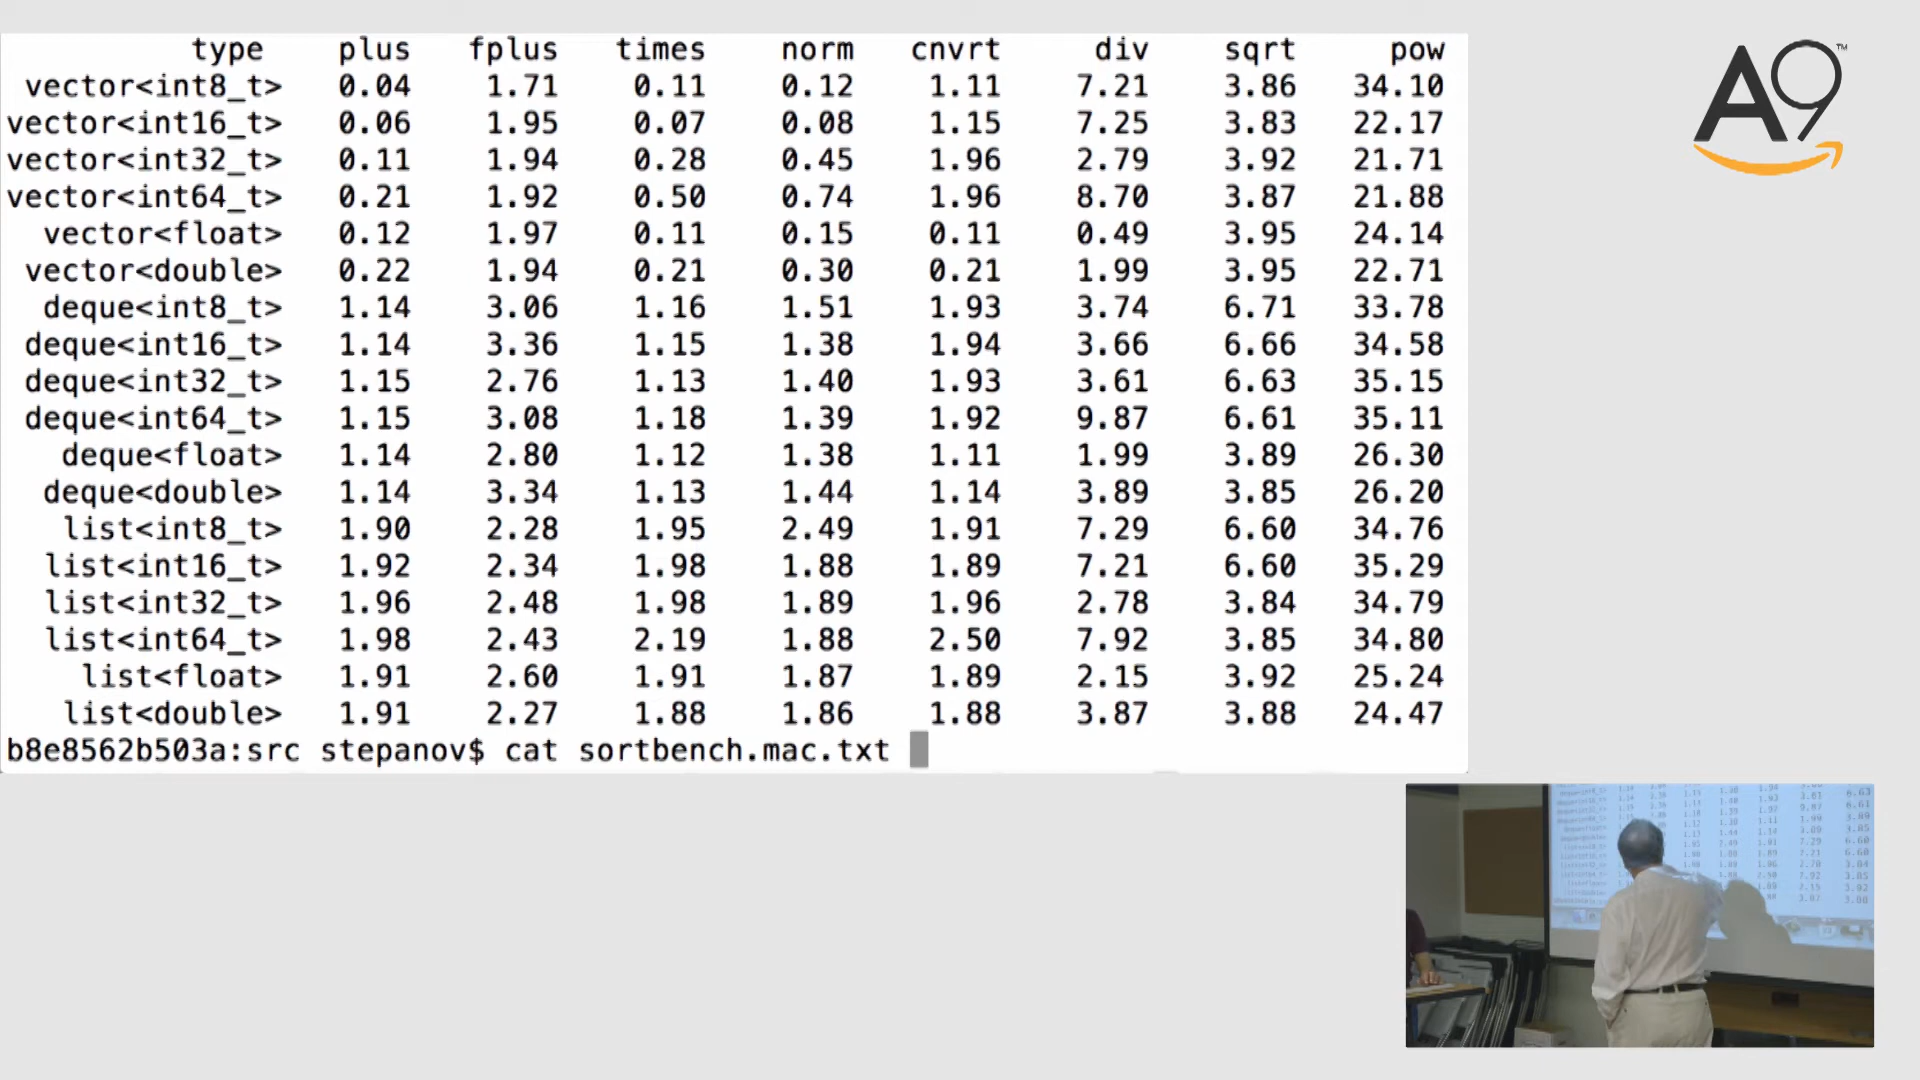 type plus fplus times norm cnvrt div sqrt pow
vector<int8_t> 0.04 1.71 0.11 0.12 1.11 7.21 3.86 34.10
vector<int16_t> 0.06 1.95 0.07 0.08 1.15 7.25 3.83 22.17
vector<int32_t> 0.11 1.94 0.28 0.45 1.96 2.79 3.92 21.71
vector<int64_t> 0.21 1.92 0.50 0.74 1.96 8.70 3.87 21.88
vector<float> 0.12 1.97 0.11 0.15 0.11 0.49 3.95 24.14
vector<double> 0.22 1.94 0.21 0.30 0.21 1.99 3.95 22.71
deque<int8_t> 1.14 3.06 1.16 1.51 1.93 3.74 6.71 33.78
deque<int16_t> 1.14 3.36 1.15 1.38 1.94 3.66 6.66 34.58
deque<int32_t> 1.15 2.76 1.13 1.40 1.93 3.61 6.63 35.15
deque<int64_t> 1.15 3.08 1.18 1.39 1.92 9.87 6.61 35.11
deque<float> 1.14 2.80 1.12 1.38 1.11 1.99 3.89 26.30
deque<double> 1.14 3.34 1.13 1.44 1.14 3.89 3.85 26.20
list<int8_t> 1.90 2.28 1.95 2.49 1.91 7.29 6.60 34.76
list<int16_t> 1.92 2.34 1.98 1.88 1.89 7.21 6.60 35.29
list<int32_t> 1.96 2.48 1.98 1.89 1.96 2.78 3.84 34.79
list<int64_t> 1.98 2.43 2.19 1.88 2.50 7.92 3.85 34.80
list<float> 1.91 2.60 1.91 1.87 1.89 2.15 3.92 25.24
list<double> 1.91 2.27 1.88 1.86 1.88 3.87 3.88 24.47
b8e8562b503a:src stepanov$ cat sortbench.mac.txt
A9™